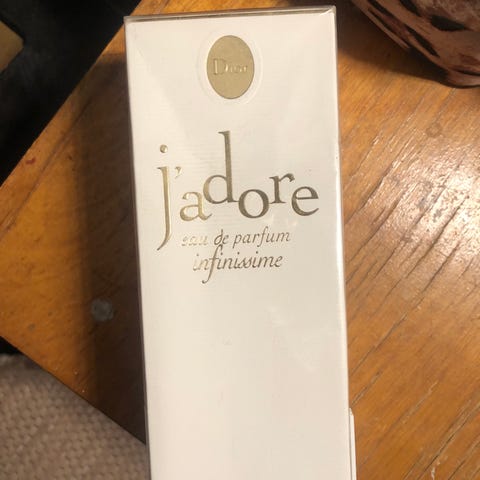 Dior
j'adore
eau de parfum
infinissime